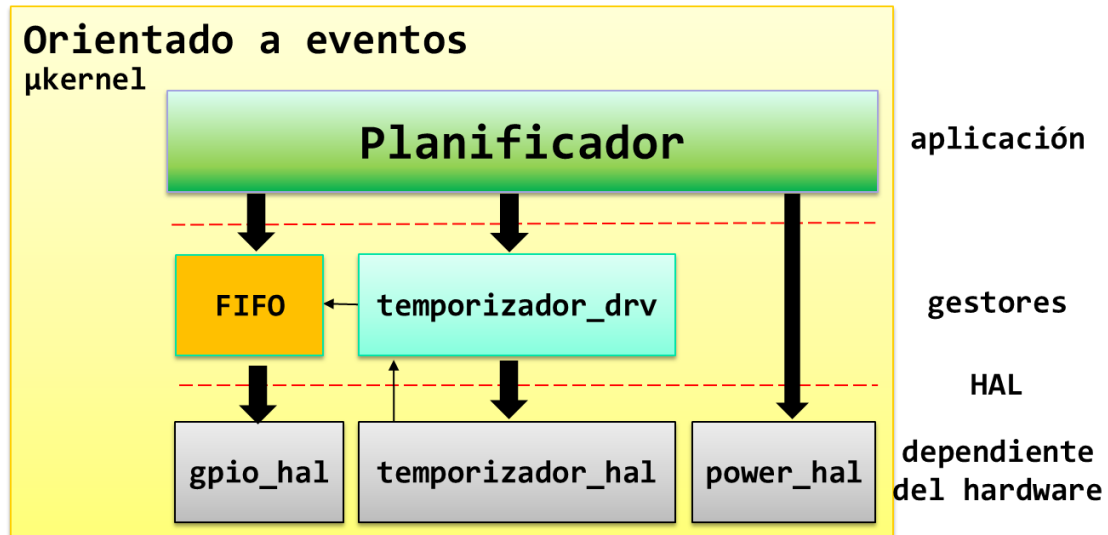 Orientado a eventos
µkernel
Planificador
aplicación
FIFO
temporizador_drv
gestores
HAL
gpio_hal
temporizador_hal
power_hal
dependiente
del hardware